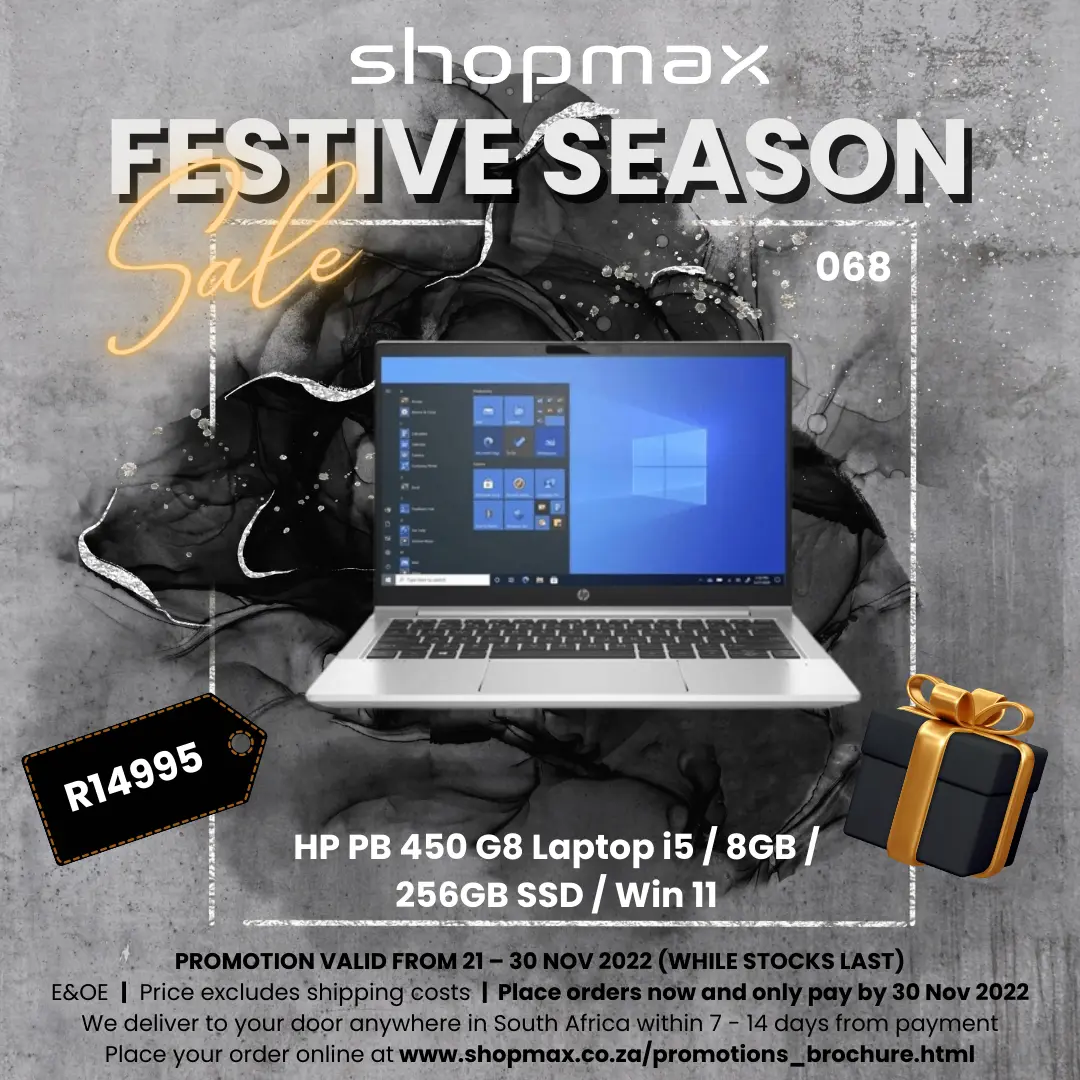 shopmax
FESTIVE SEASON
Sale
068
hp
R14995
HP PB 450 G8 Laptop i5 / 8GB /
256GB SSD / Win 11
PROMOTION VALID FROM 21 – 30 NOV 2022 (WHILE STOCKS LAST)
E&OE | Price excludes shipping costs | Place orders now and only pay by 30 Nov 2022
We deliver to your door anywhere in South Africa within 7 - 14 days from payment
Place your order online at www.shopmax.co.za/promotions_brochure.html